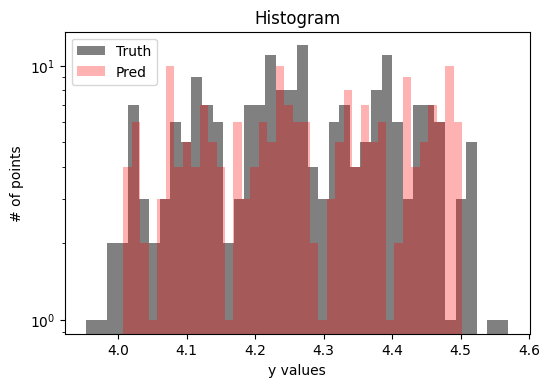 Histogram
Truth
Pred
# of points
10¹
10⁰
4.0 4.1 4.2 4.3 4.4 4.5 4.6
y values